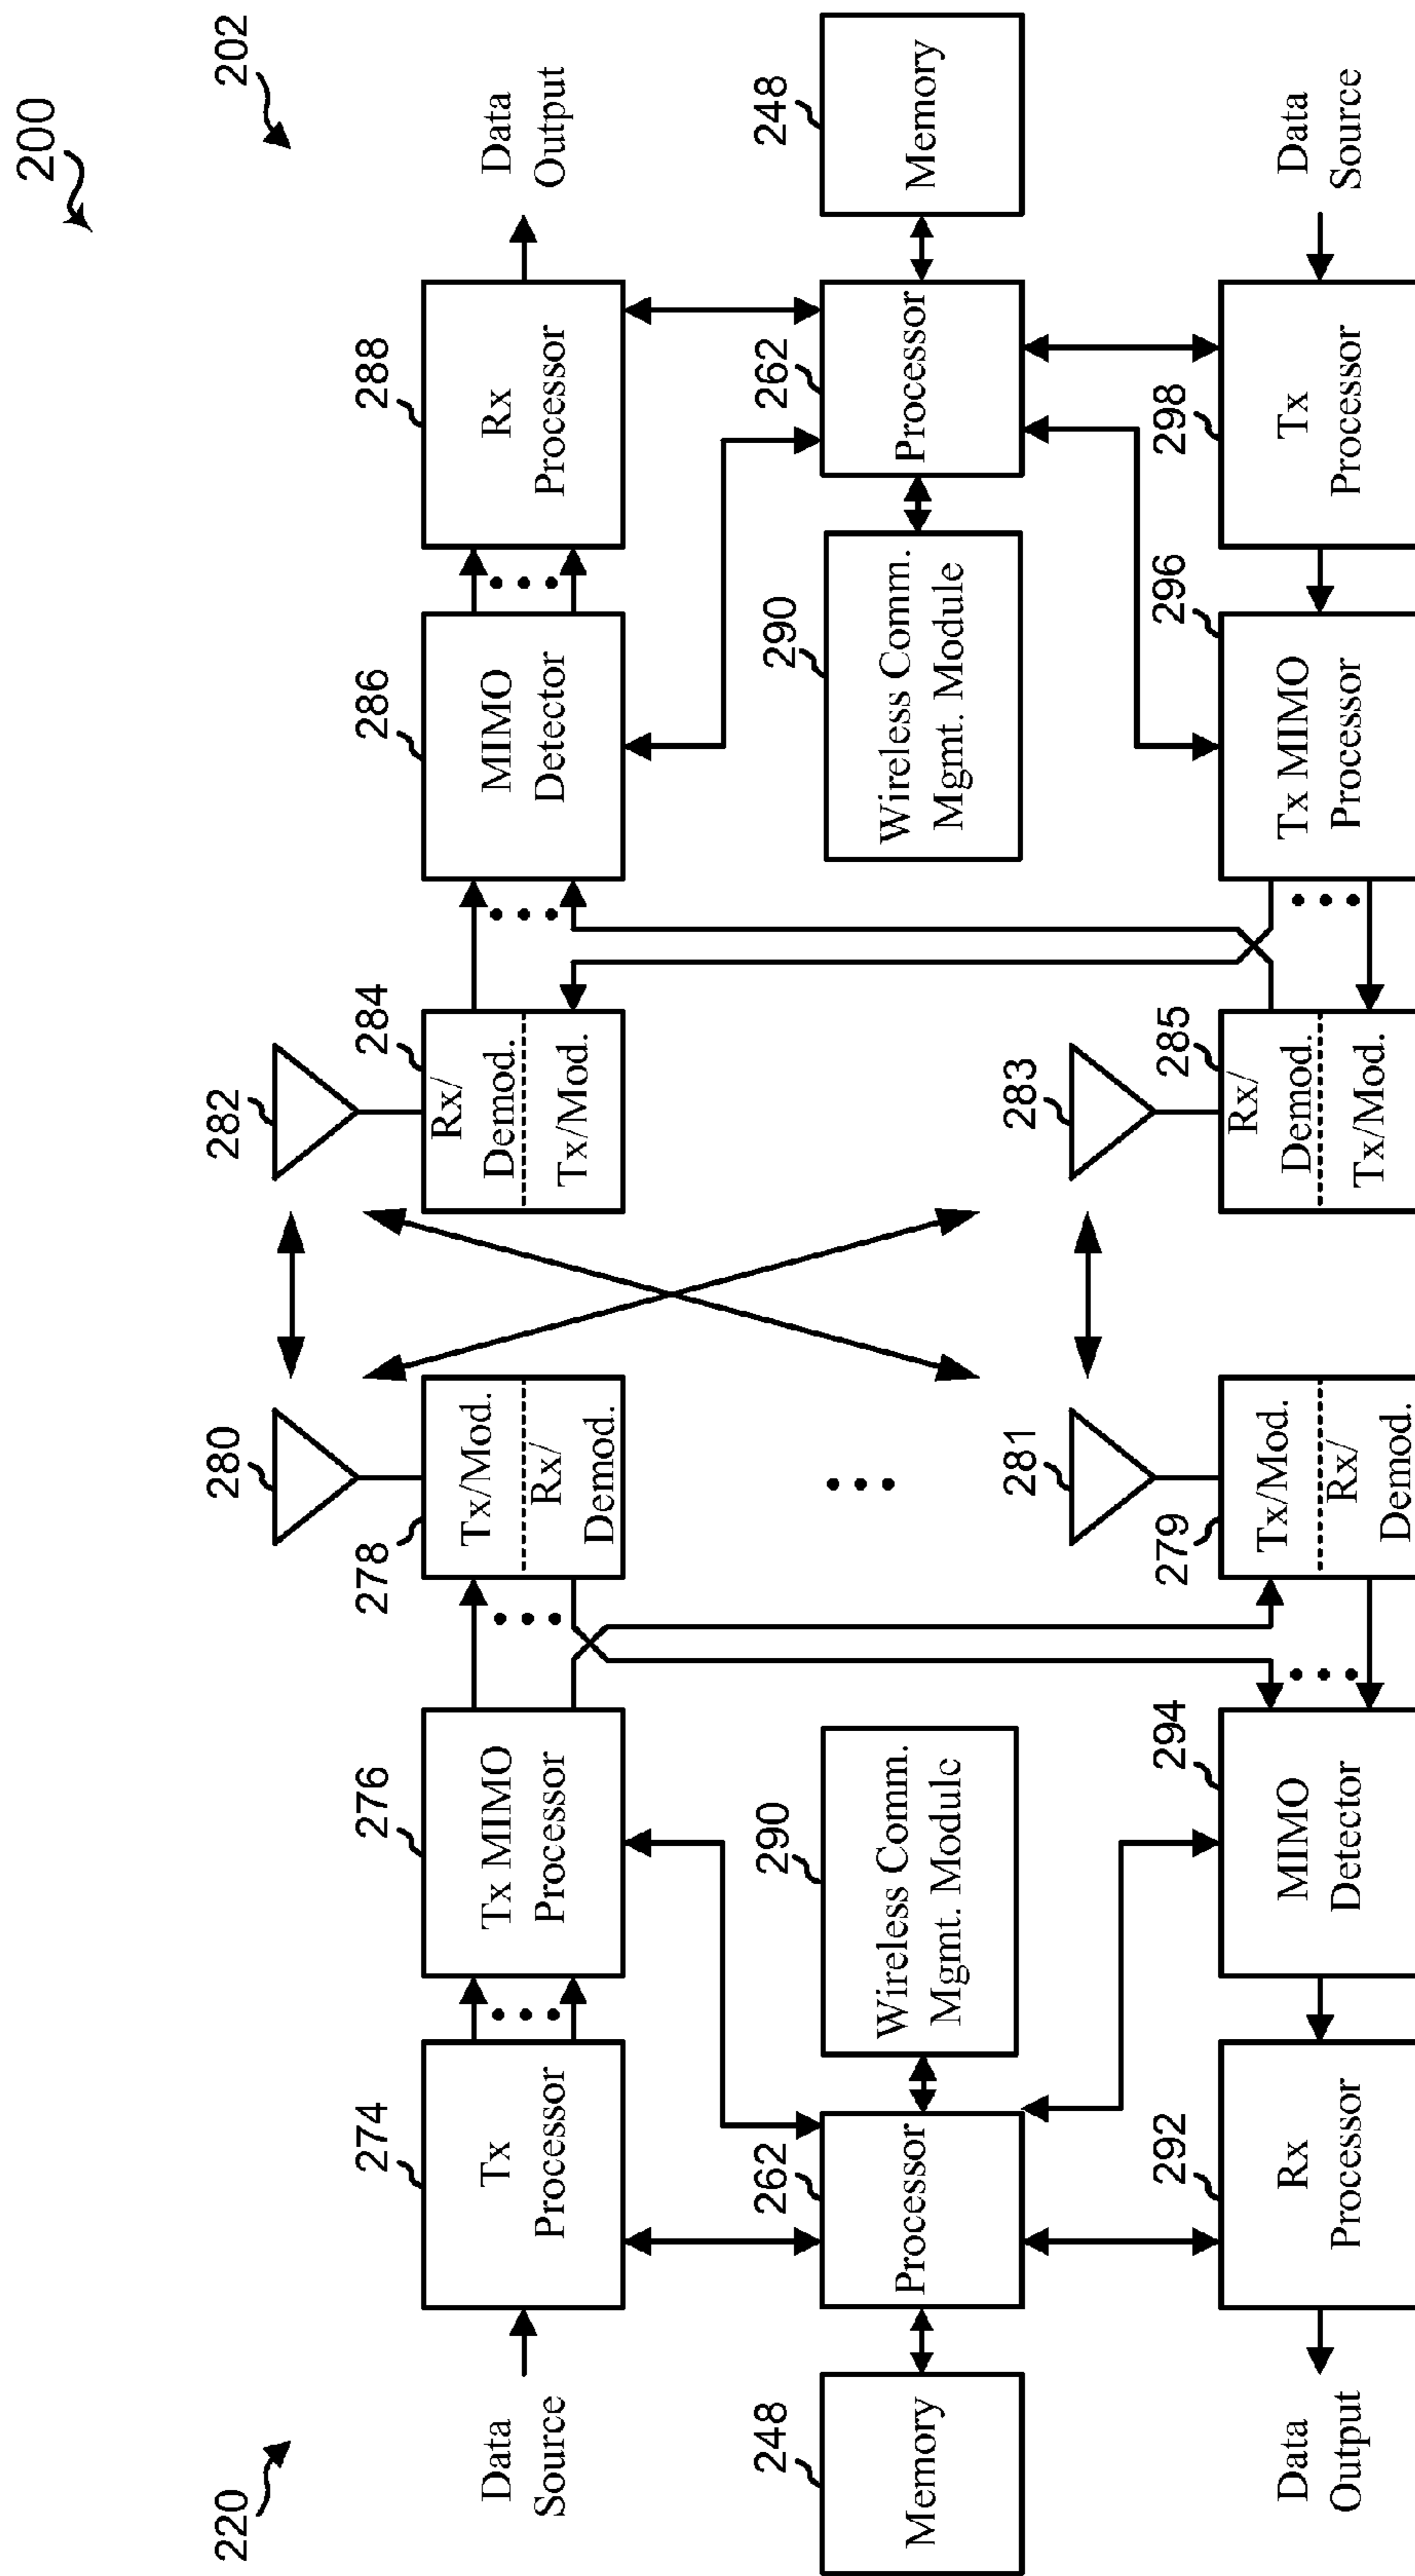 200
220
202
Data
Source
274
Tx
Processor
276
Tx MIMO
Processor
278
Tx/Mod.
Rx/
Demod.
280
282
284
Rx/
Demod.
Tx/Mod.
286
MIMO
Detector
288
Rx
Processor
Data
Output
248
Memory
262
Processor
290
Wireless Comm.
Mgmt. Module
290
Wireless Comm.
Mgmt. Module
262
Processor
248
Memory
Data
Output
292
Rx
Processor
294
MIMO
Detector
279
Tx/Mod.
Rx/
Demod.
281
283
285
Rx/
Demod.
Tx/Mod.
296
Tx MIMO
Processor
298
Tx
Processor
Data
Source